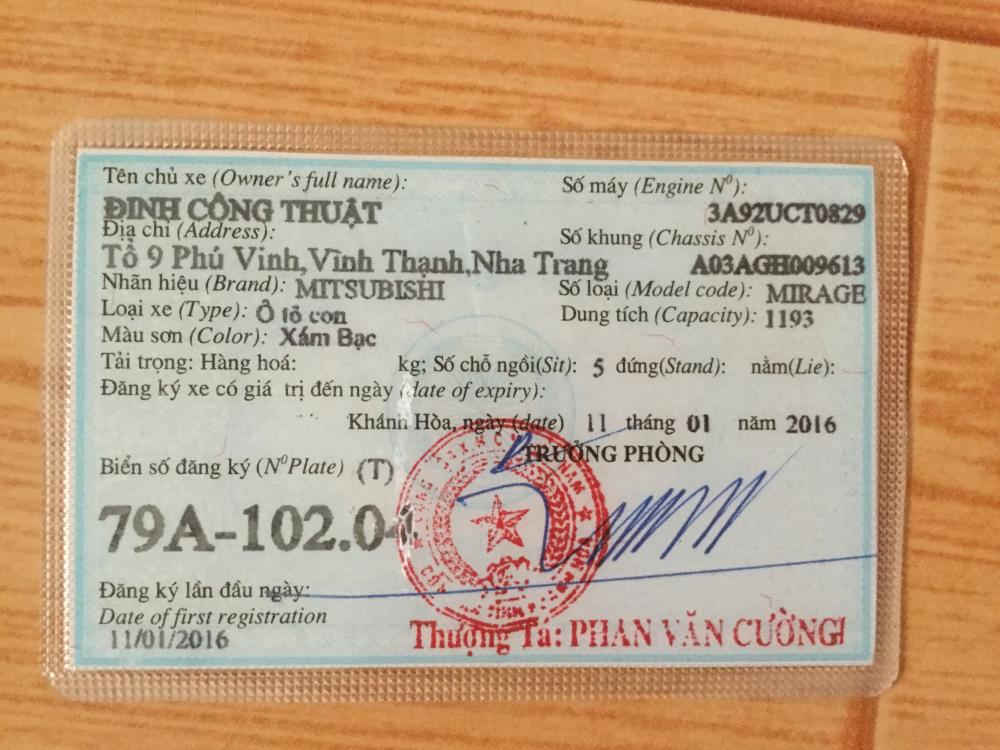 Tên chủ xe (Owner's full name):
ĐINH CÔNG THUẬT
Số máy (Engine Nº):
3A92UCT0829
Địa chỉ (Address):
Tổ 9 Phú Vinh,Vĩnh Thạnh,Nha Trang
Số khung (Chassis Nº):
A03AGH009613
Nhãn hiệu (Brand): MITSUBISHI
Số loại (Model code): MIRAGE
Loại xe (Type): Ô tô con
Dung tích (Capacity): 1193
Màu sơn (Color): Xám Bạc
Tải trọng: Hàng hoá: kg; Số chỗ ngồi(Sit): 5 đứng(Stand): nằm(Lie):
Đăng ký xe có giá trị đến ngày (date of expiry):
Khánh Hòa, ngày (date) 11 tháng 01 năm 2016
TRƯỞNG PHÒNG
Biển số đăng ký (NºPlate) (T)
79A-102.04
Đăng ký lần đầu ngày:
Date of first registration
11/01/2016
Thượng Tá: PHAN VĂN CƯỜNG